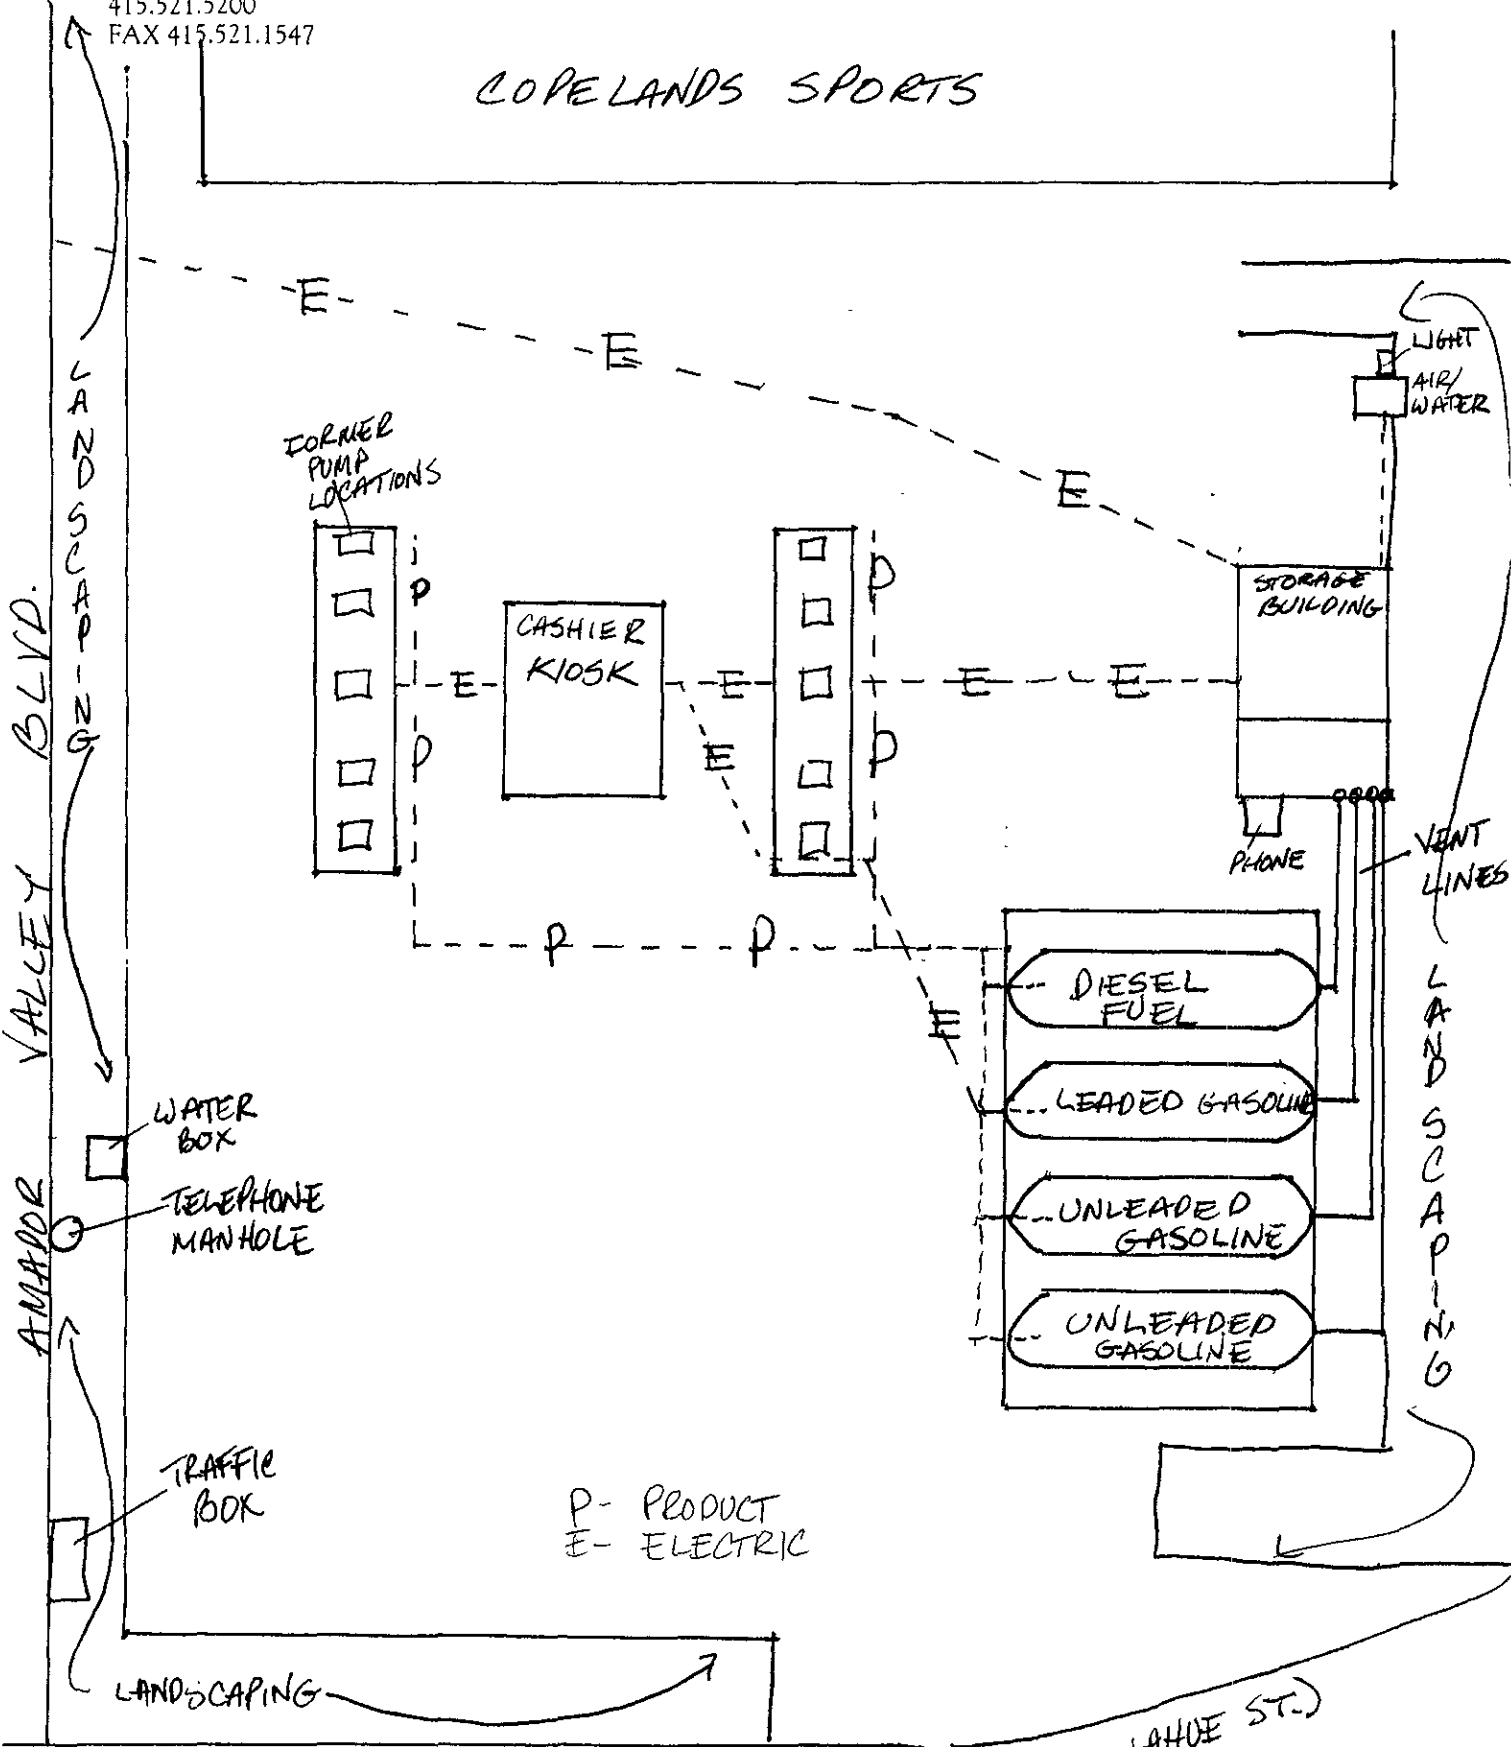 415.521.5200
FAX 415.521.1547
COPELANDS SPORTS
E
E
E
LIGHT
AIR/
WATER
LANDSCAPING
FORMER
PUMP
LOCATIONS
P
P
CASHIER
KIOSK
STORAGE
BUILDING
E
E
E
E
P
E
P
AMADOR VALLEY BLVD.
PHONE
VENT
LINES
P
P
E
DIESEL
FUEL
LEADED GASOLINE
UNLEADED
GASOLINE
UNLEADED
GASOLINE
LANDSCAPING
WATER
BOX
TELEPHONE
MANHOLE
TRAFFIC
BOX
P- PRODUCT
E- ELECTRIC
LANDSCAPING
ST.)